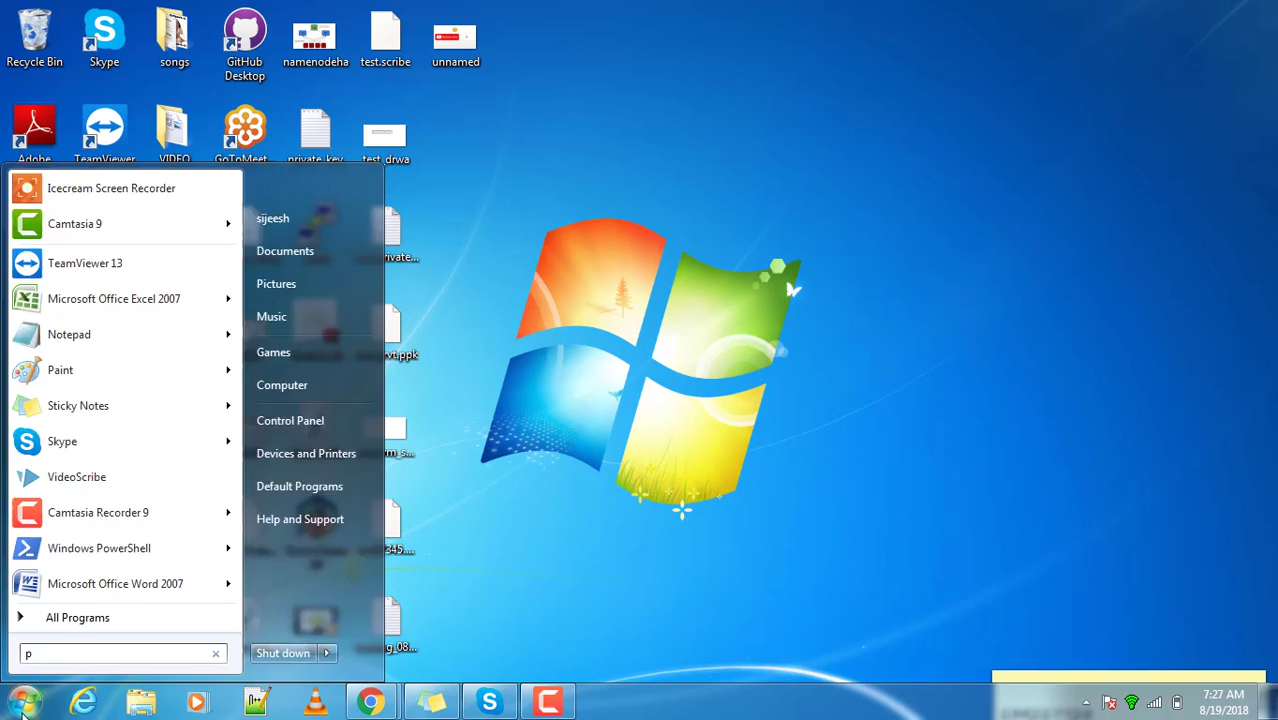 Recycle Bin
Skype
songs
GitHub
Desktop
namenodeha
test.scribe
unnamed
Adobe
TeamViewer
VIDEO
GoToMeet
private_key
test_drwa
Icecream Screen Recorder
Camtasia 9
TeamViewer 13
Microsoft Office Excel 2007
Notepad
Paint
Sticky Notes
Skype
VideoScribe
Camtasia Recorder 9
Windows PowerShell
Microsoft Office Word 2007
All Programs
p
sijeesh
Documents
Pictures
Music
Games
Computer
Control Panel
Devices and Printers
Default Programs
Help and Support
Shut down
7:27 AM
8/19/2018